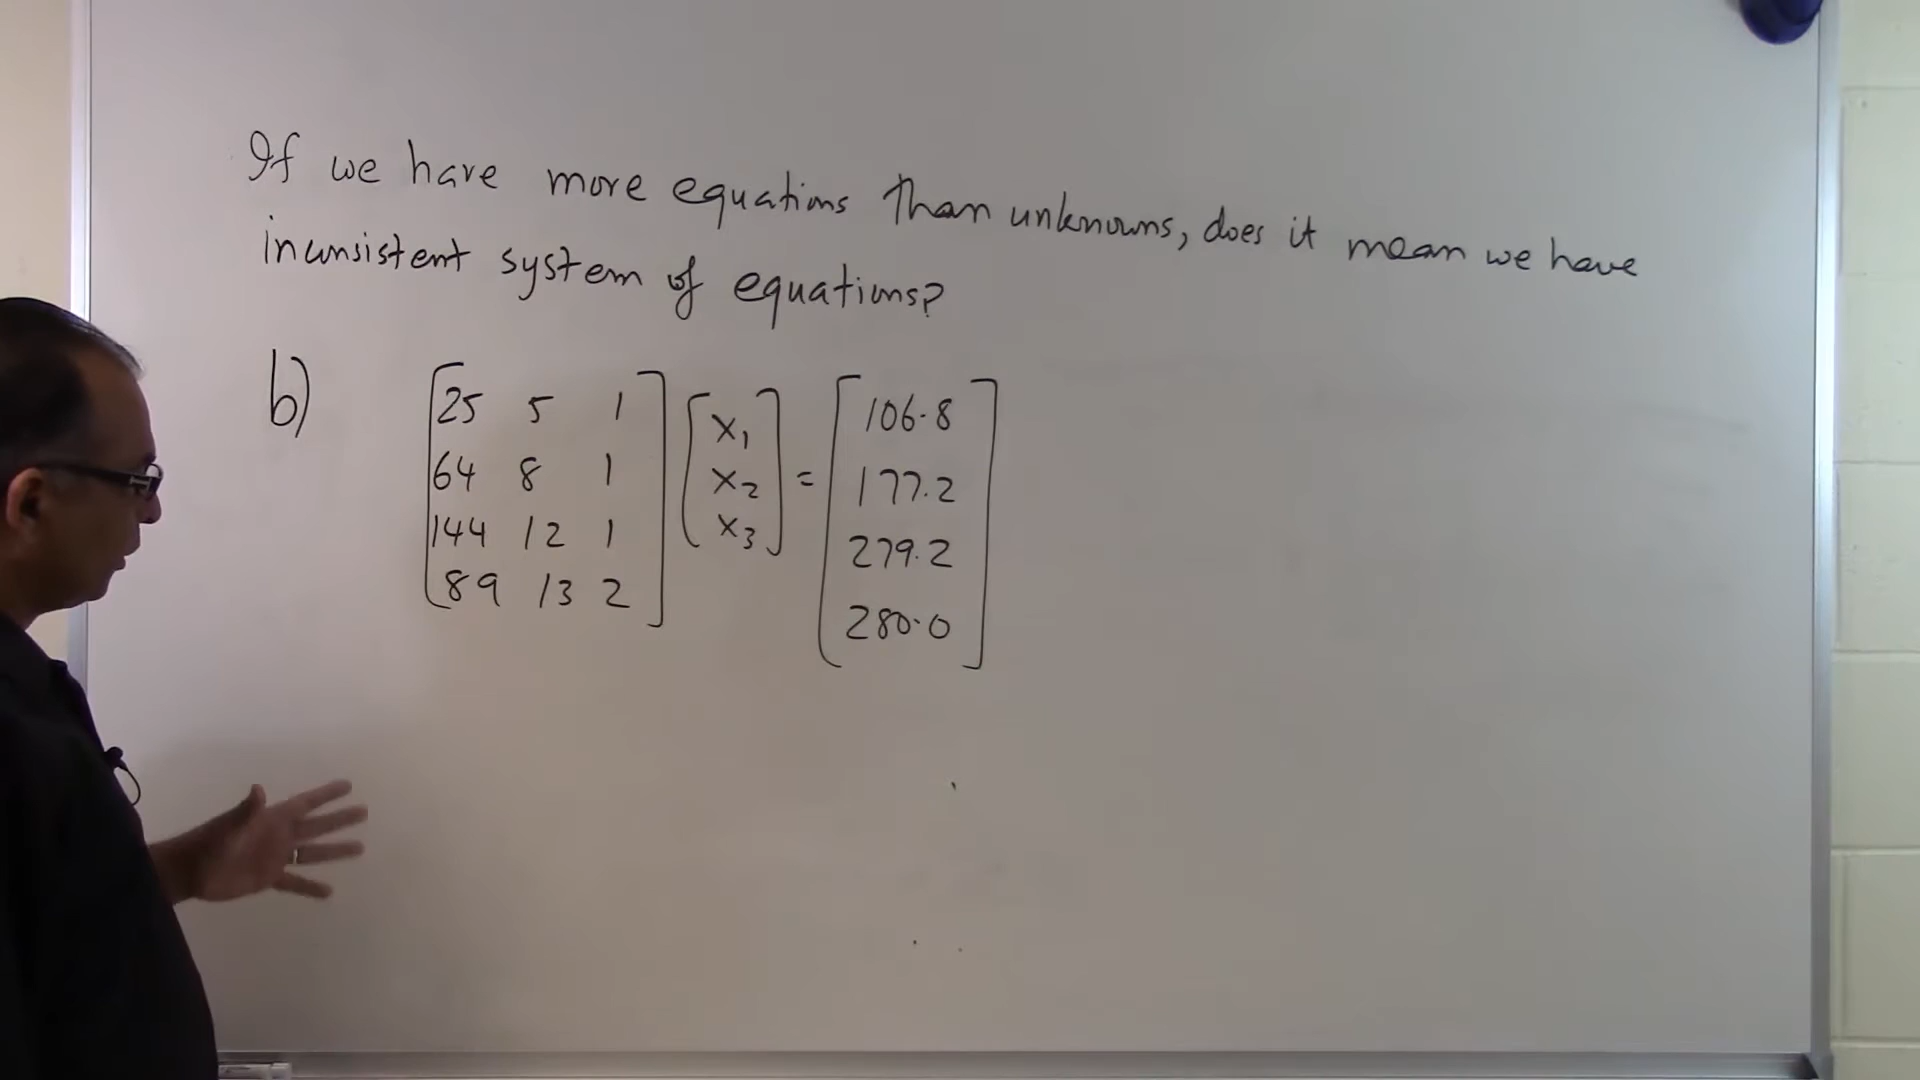 If we have more equations than unknowns, does it mean we have
inconsistent system of equations?
b) [25 5 1] [x₁] [106.8]
[64 8 1] [x₂] = [177.2]
[144 12 1] [x₃] [279.2]
[89 13 2] [280.0]